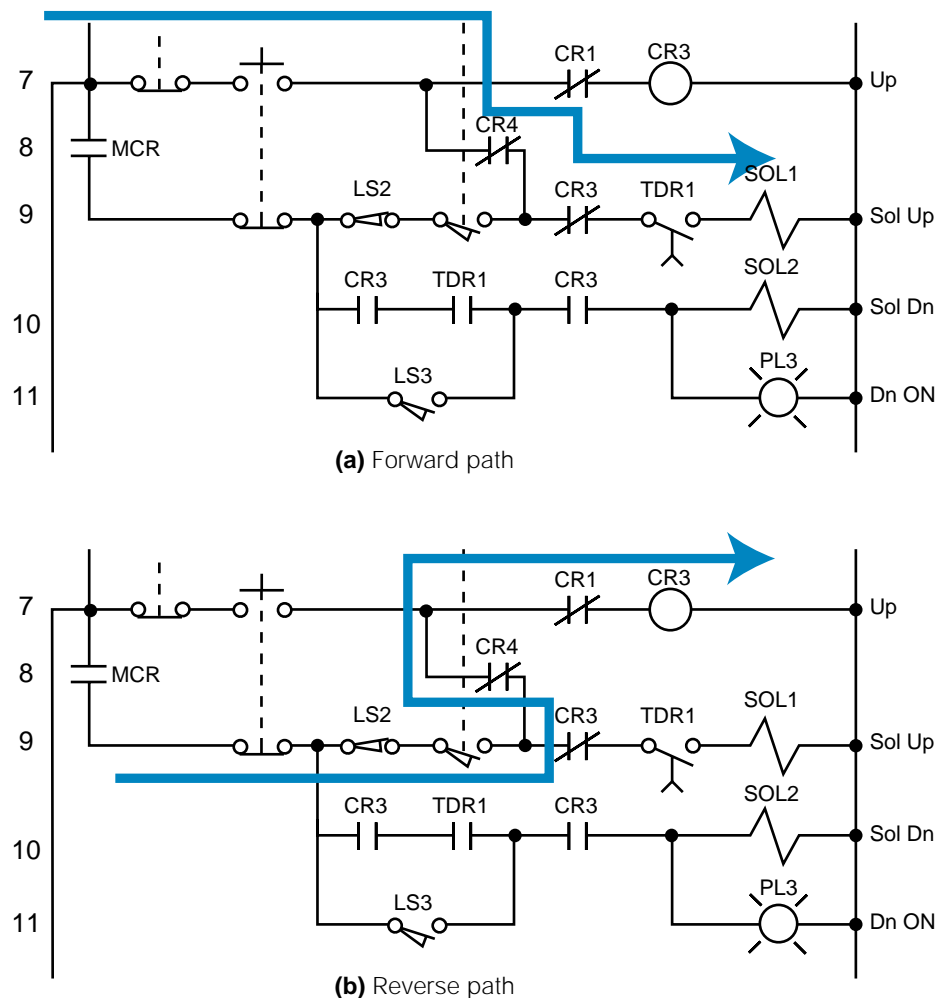 CR1 CR3
7 Up
CR4
8 MCR
LS2 CR3 TDR1 SOL1
9 Sol Up
CR3 TDR1 CR3 SOL2
10 Sol Dn
LS3 PL3
11 Dn ON
(a) Forward path
CR1 CR3
7 Up
CR4
8 MCR
LS2 CR3 TDR1 SOL1
9 Sol Up
CR3 TDR1 CR3 SOL2
10 Sol Dn
LS3 PL3
11 Dn ON
(b) Reverse path